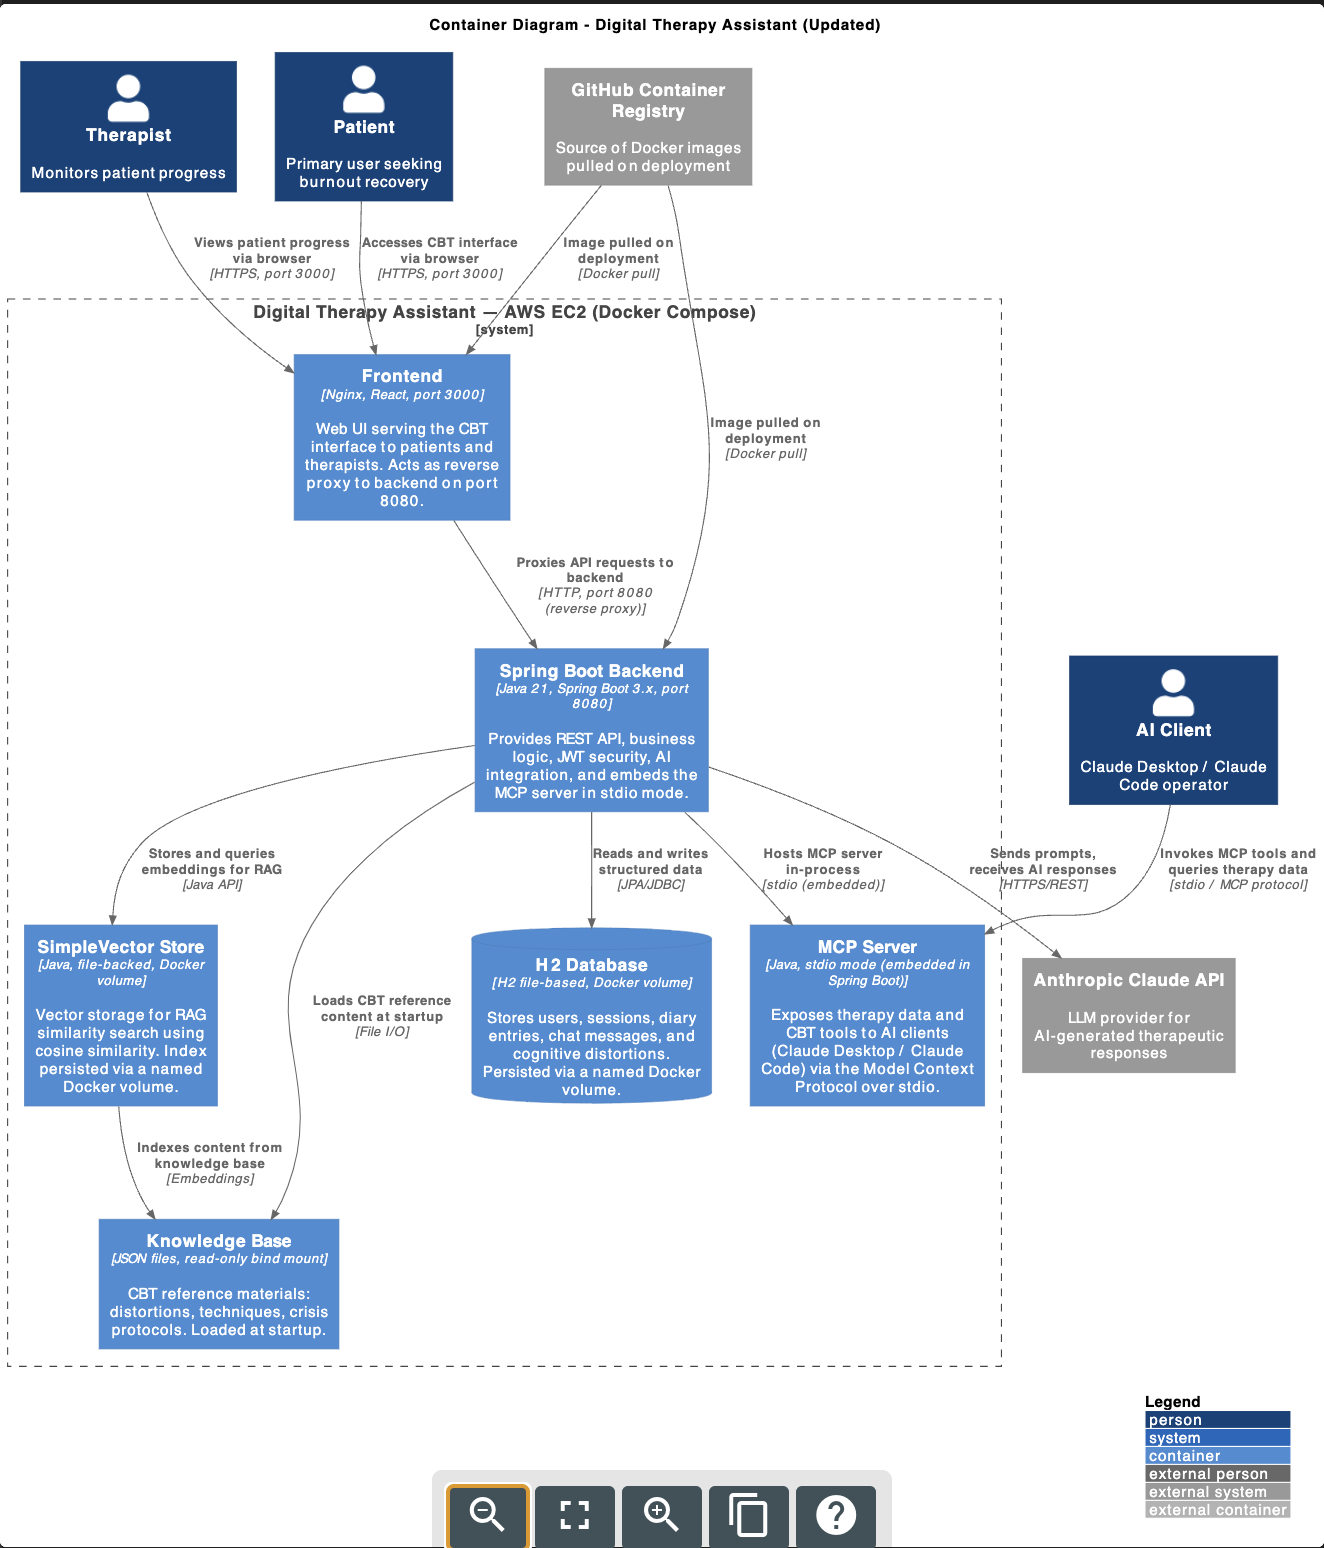 Container Diagram - Digital Therapy Assistant (Updated)
Therapist
Monitors patient progress
Patient
Primary user seeking
burnout recovery
GitHub Container
Registry
Source of Docker images
pulled on deployment
Views patient progress
via browser
[HTTPS, port 3000]
Accesses CBT interface
via browser
[HTTPS, port 3000]
Image pulled on
deployment
[Docker pull]
Digital Therapy Assistant — AWS EC2 (Docker Compose)
[system]
Frontend
[Nginx, React, port 3000]
Web UI serving the CBT
interface to patients and
therapists. Acts as reverse
proxy to backend on port
8080.
Image pulled on
deployment
[Docker pull]
Proxies API requests to
backend
[HTTP, port 8080
(reverse proxy)]
Spring Boot Backend
[Java 21, Spring Boot 3.x, port
8080]
Provides REST API, business
logic, JWT security, AI
integration, and embeds the
MCP server in stdio mode.
AI Client
Claude Desktop / Claude
Code operator
Stores and queries
embeddings for RAG
[Java API]
Reads and writes
structured data
[JPA/JDBC]
Hosts MCP server
in-process
[stdio (embedded)]
Sends prompts,
receives AI responses
[HTTPS/REST]
Invokes MCP tools and
queries therapy data
[stdio / MCP protocol]
SimpleVector Store
[Java, file-backed, Docker
volume]
Vector storage for RAG
similarity search using
cosine similarity. Index
persisted via a named
Docker volume.
Loads CBT reference
content at startup
[File I/O]
H2 Database
[H2 file-based, Docker volume]
Stores users, sessions, diary
entries, chat messages, and
cognitive distortions.
Persisted via a named Docker
volume.
MCP Server
[Java, stdio mode (embedded in
Spring Boot)]
Exposes therapy data and
CBT tools to AI clients
(Claude Desktop / Claude
Code) via the Model Context
Protocol over stdio.
Anthropic Claude API
LLM provider for
AI-generated therapeutic
responses
Indexes content from
knowledge base
[Embeddings]
Knowledge Base
[JSON files, read-only bind mount]
CBT reference materials:
distortions, techniques, crisis
protocols. Loaded at startup.
Legend
person
system
container
external person
external system
external container